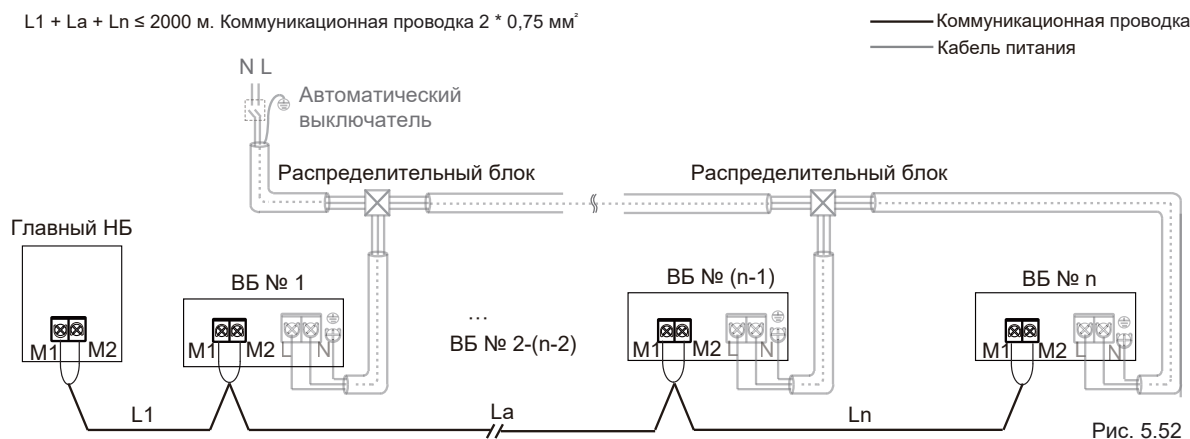 L1 + La + Ln ≤ 2000 м. Коммуникационная проводка 2 * 0,75 мм²
Коммуникационная проводка
Кабель питания
N L
Автоматический
выключатель
Распределительный блок
Распределительный блок
Главный НБ
ВБ № 1
ВБ № (n-1)
ВБ № n
...
ВБ № 2-(n-2)
M1 M2
M1 M2 L N
M1 M2 L N
M1 M2 L N
L1
La
Ln
Рис. 5.52